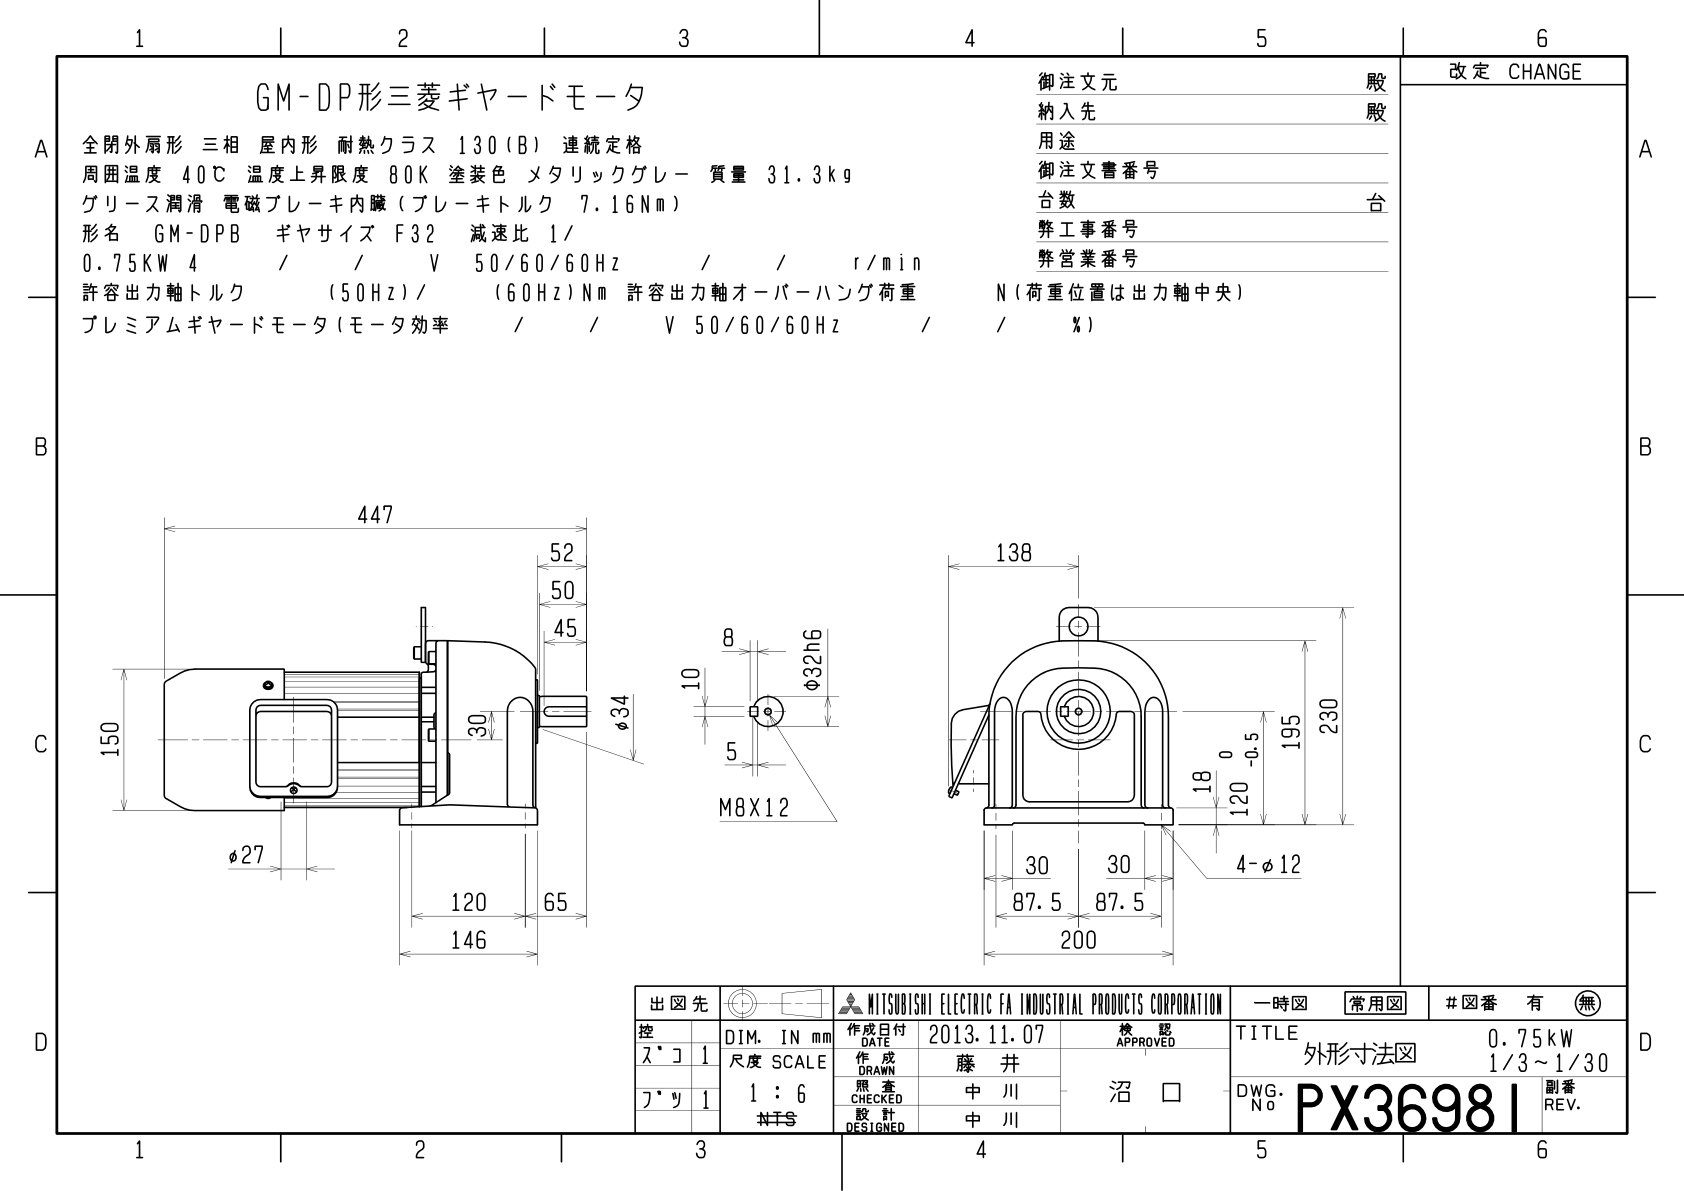 1 2 3 4 5 6
改定 CHANGE
GM-DP形三菱ギヤードモータ
全閉外扇形 三相 屋内形 耐熱クラス 130(B) 連続定格
周囲温度 40℃ 温度上昇限度 80K 塗装色 メタリックグレー 質量 31.3kg
グリース潤滑 電磁ブレーキ内臓(ブレーキトルク 7.16Nm)
形名 GM-DPB ギヤサイズ F32 減速比 1/
0.75KW 4 / / V 50/60/60Hz / / r/min
許容出力軸トルク (50Hz)/ (60Hz)Nm 許容出力軸オーバーハング荷重 N(荷重位置は出力軸中央)
プレミアムギヤードモータ(モータ効率 / / V 50/60/60Hz / / %)
御注文元 殿
納入先 殿
用途
御注文書番号
台数 台
弊工事番号
弊営業番号
A A
B B
C C
D D
447
52
50
45
150
30
φ34
φ27
120 65
146
8
10
Φ32h6
5
M8X12
138
230
195
18
120 0 -0.5
30 30
4-φ12
87.5 87.5
200
出図先
控
ズコ 1
ブツ 1
DIM. IN mm
尺度 SCALE
1 : 6
NTS
MITSUBISHI ELECTRIC FA INDUSTRIAL PRODUCTS CORPORATION
作成日付 DATE 2013.11.07
作成 DRAWN 藤井
照査 CHECKED 中川
設計 DESIGNED 中川
検認 APPROVED
沼口
一時図 常用図
#図番 有 無
TITLE
外形寸法図
0.75kW
1/3~1/30
DWG. No PX36981
副番 REV.
1 2 3 4 5 6